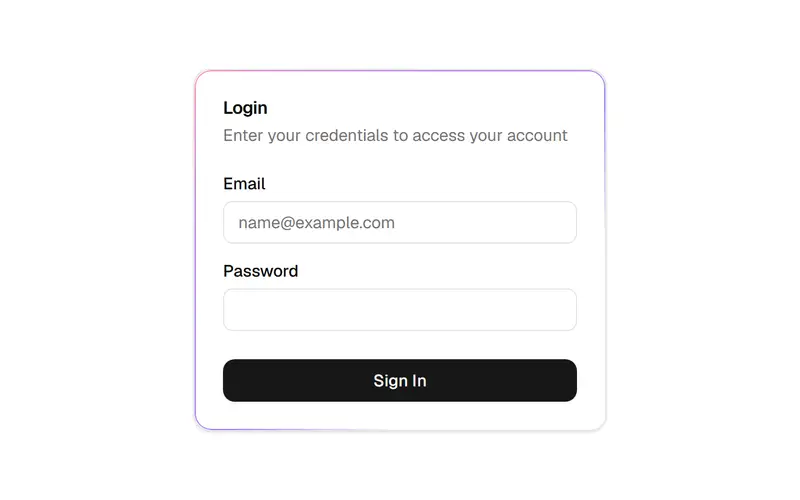 Login
Enter your credentials to access your account
Email
name@example.com
Password
Sign In